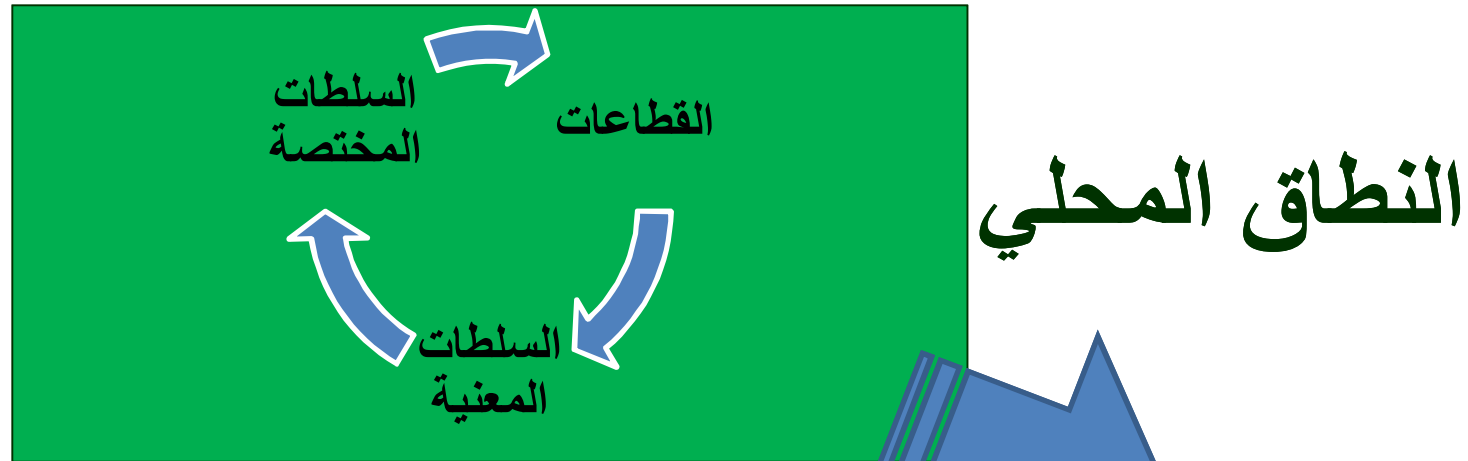 النطاق المحلي
القطاعات
السلطات
المعنية
السلطات
المختصة